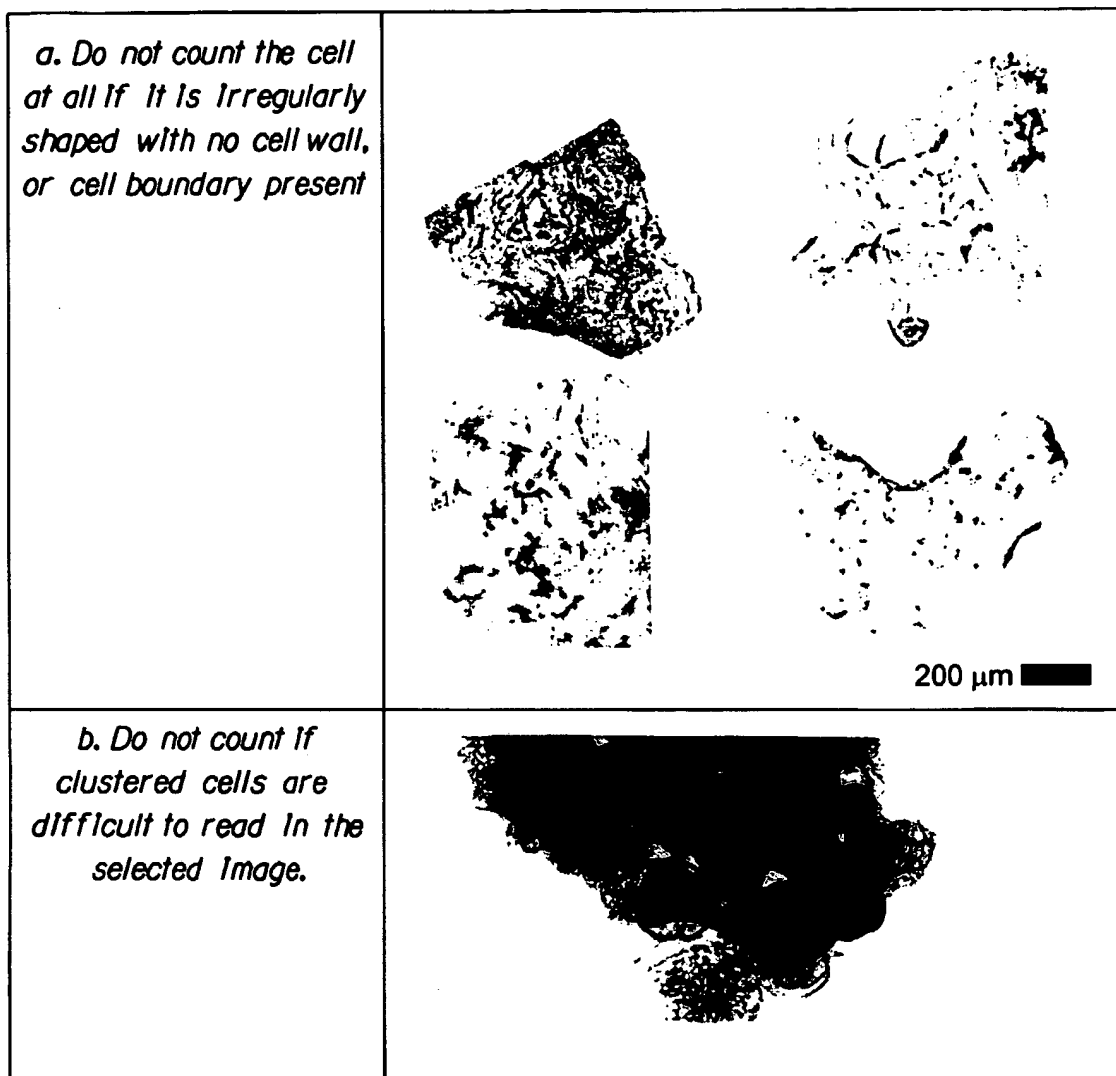 a. Do not count the cell
at all if it is irregularly
shaped with no cell wall,
or cell boundary present
200 μm
b. Do not count if
clustered cells are
difficult to read in the
selected image.